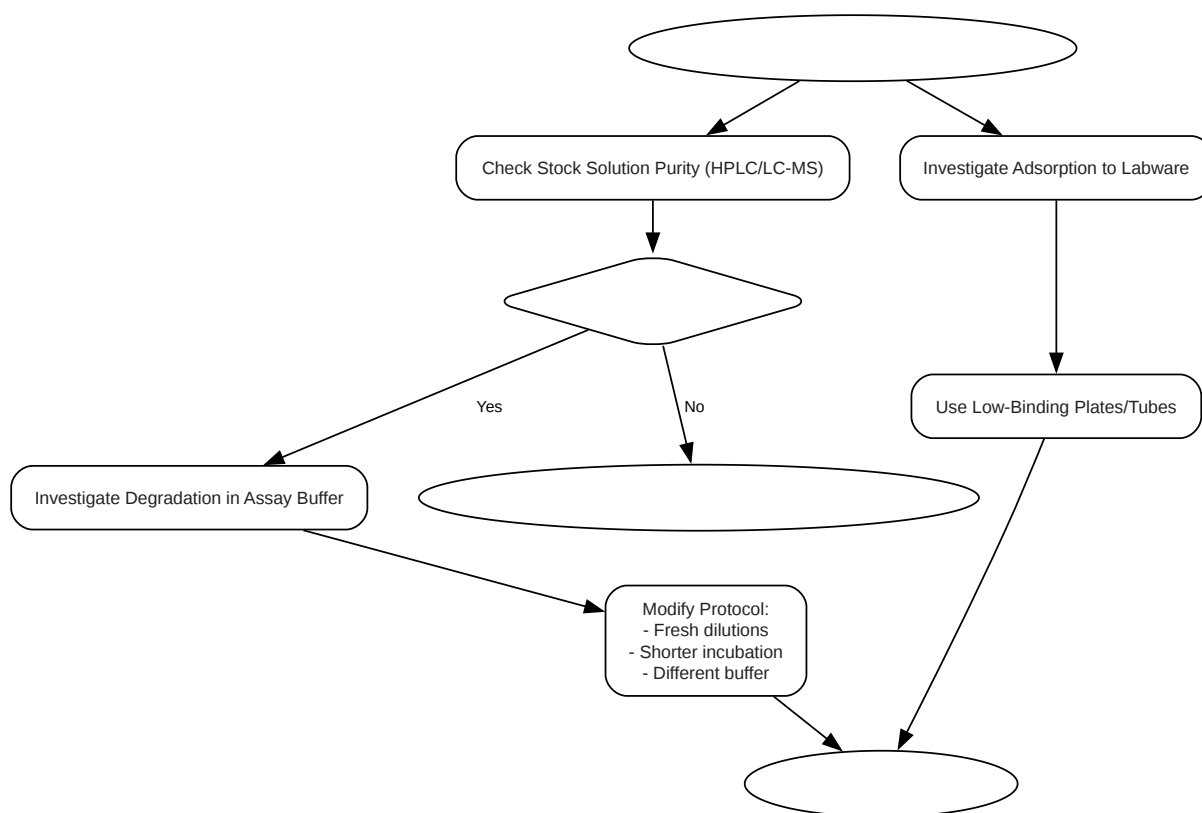 Check Stock Solution Purity (HPLC/LC-MS)
Investigate Adsorption to Labware
Use Low-Binding Plates/Tubes
Yes
No
Investigate Degradation in Assay Buffer
Modify Protocol:
- Fresh dilutions
- Shorter incubation
- Different buffer